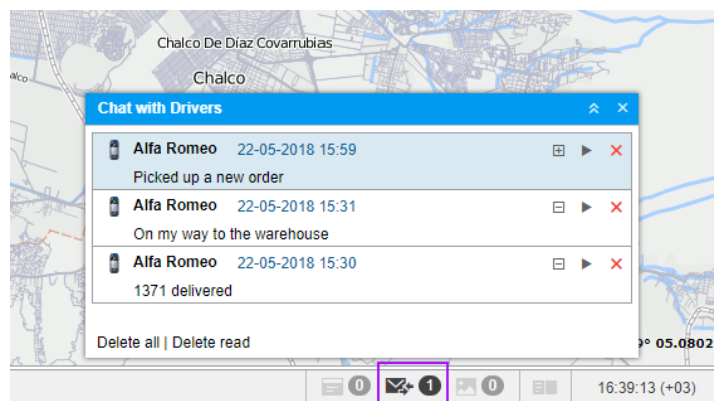 Chalco De Díaz Covarrubias
Chalco
Chat with Drivers
Alfa Romeo 22-05-2018 15:59
Picked up a new order
Alfa Romeo 22-05-2018 15:31
On my way to the warehouse
Alfa Romeo 22-05-2018 15:30
1371 delivered
Delete all | Delete read
° 05.0802
0 1 0 16:39:13 (+03)